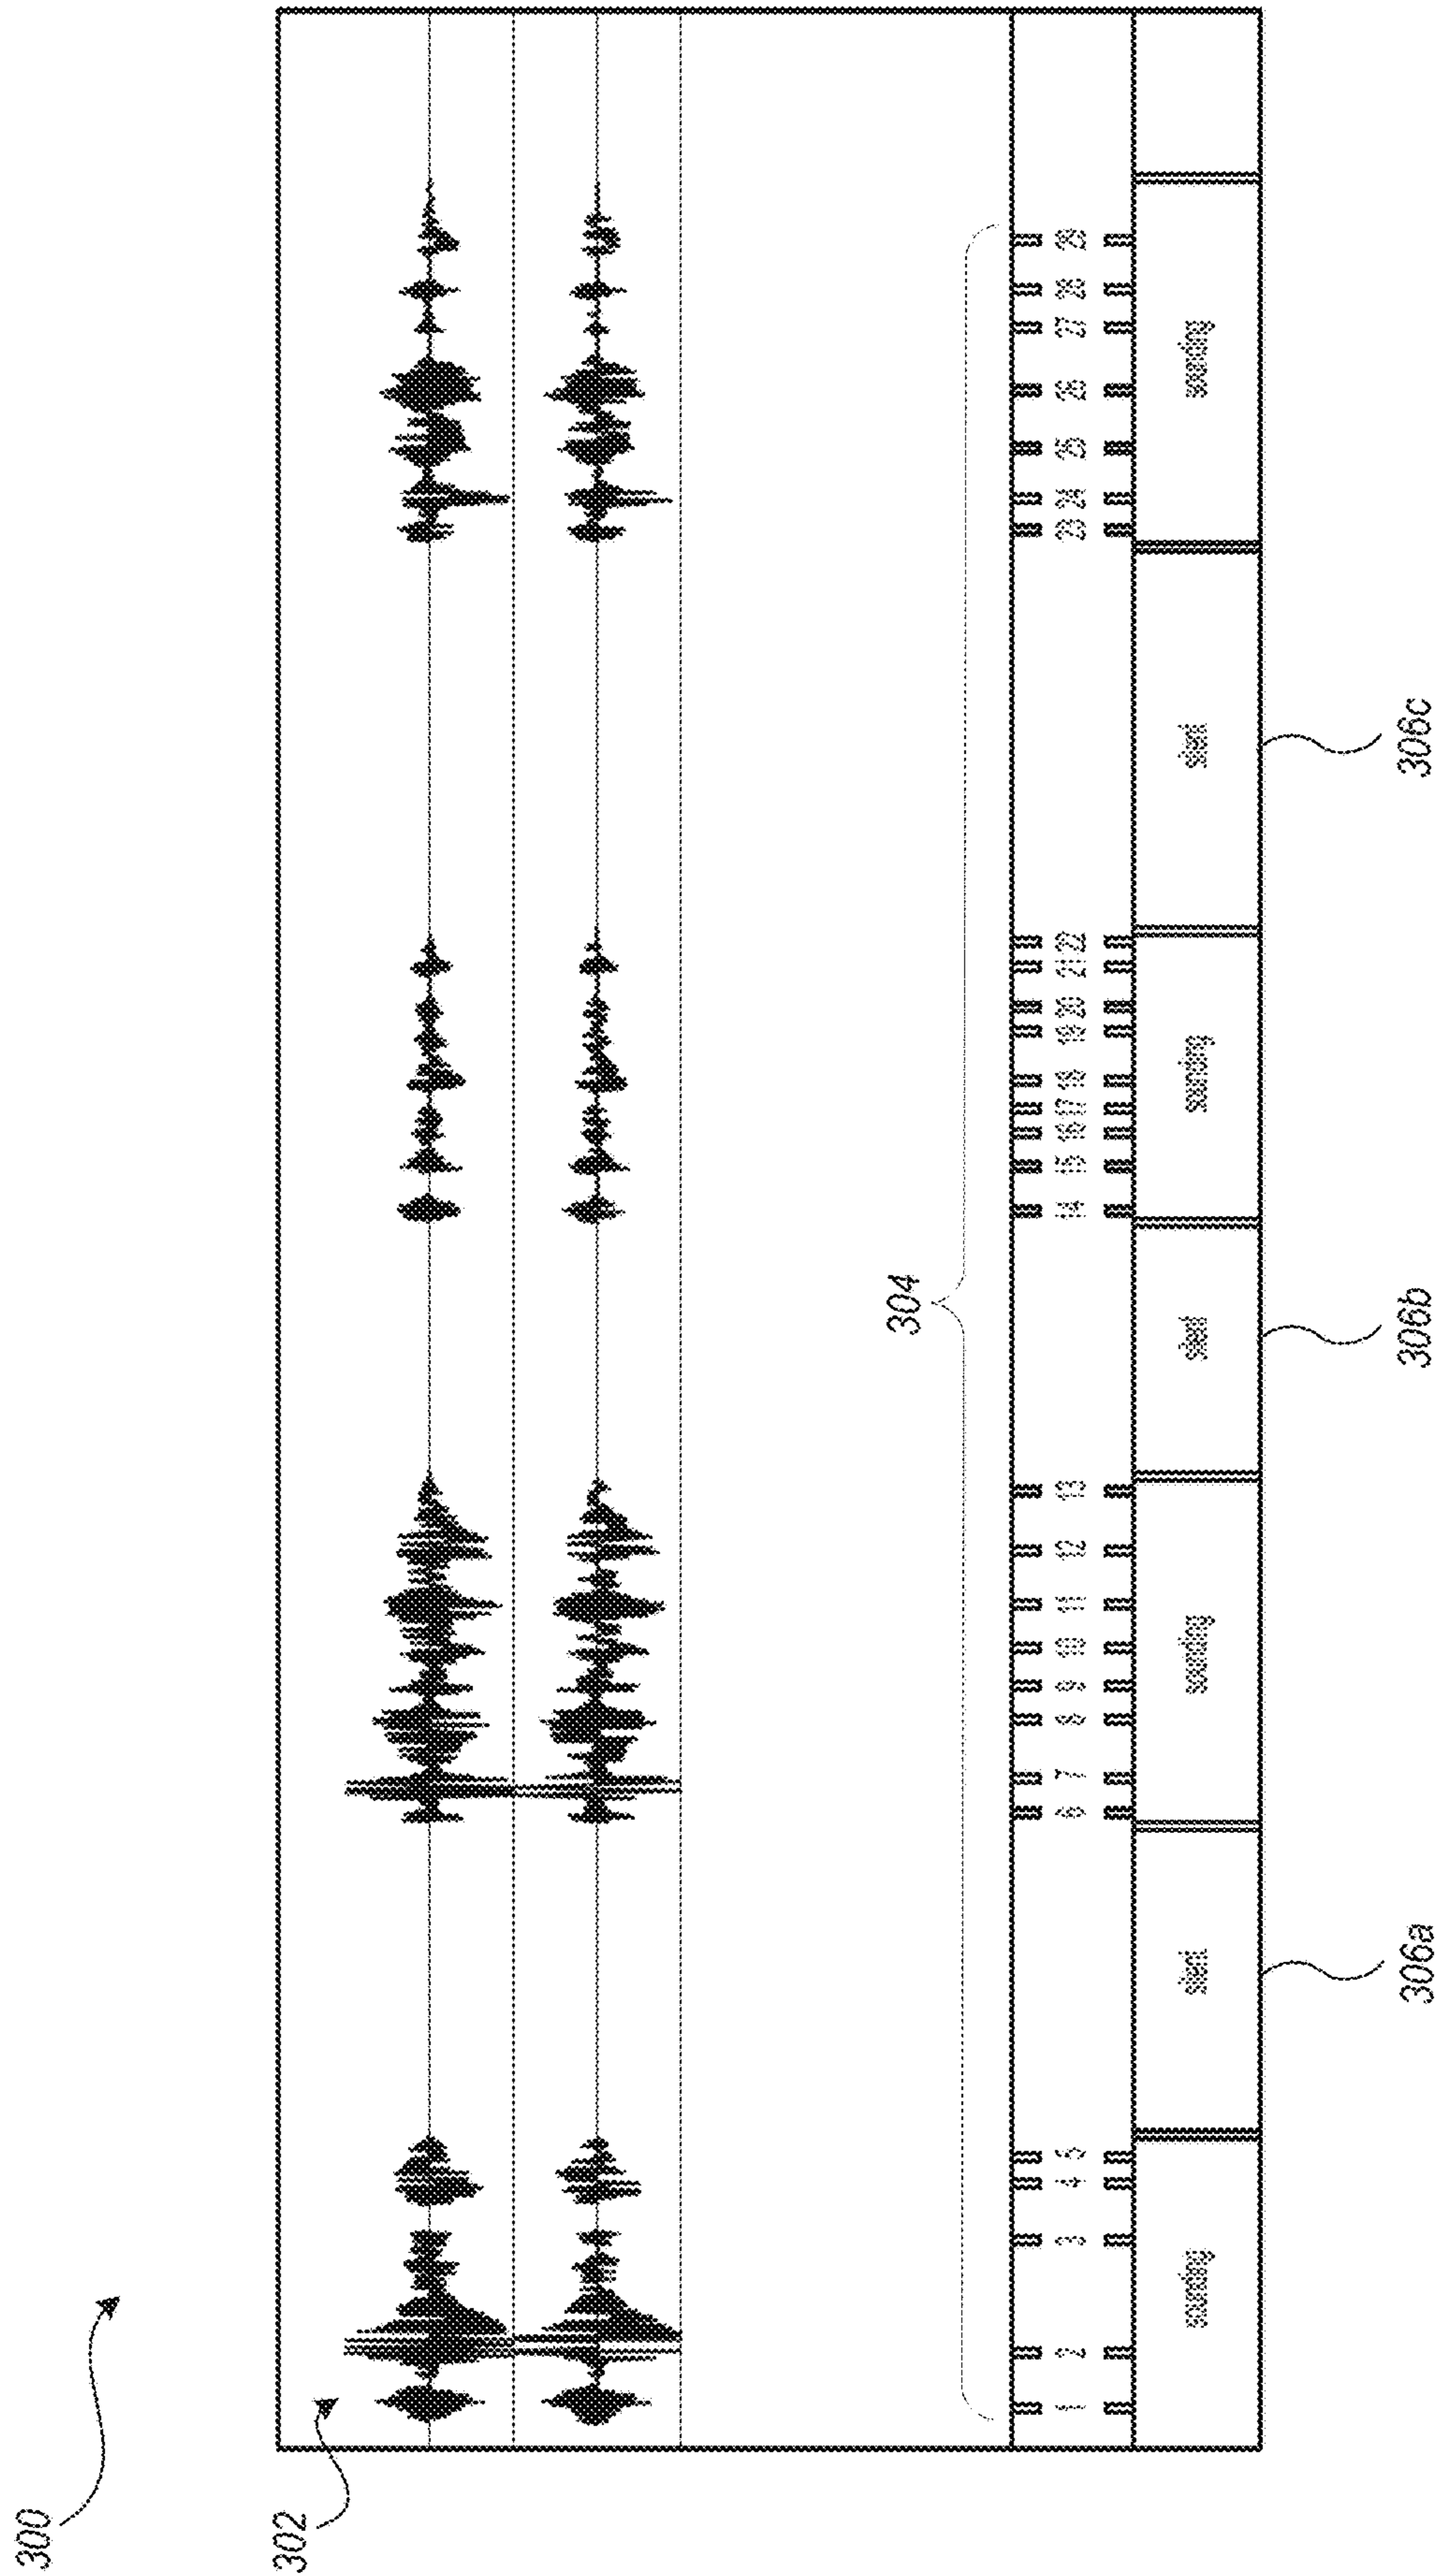 300
302
304
1 2 3 4 5 6 7 8 9 10 11 12 13 14 15 16 17 18 19 20 21 22 23 24 25 26 27 28 29
sounding silent sounding silent sounding silent sounding
306a 306b 306c